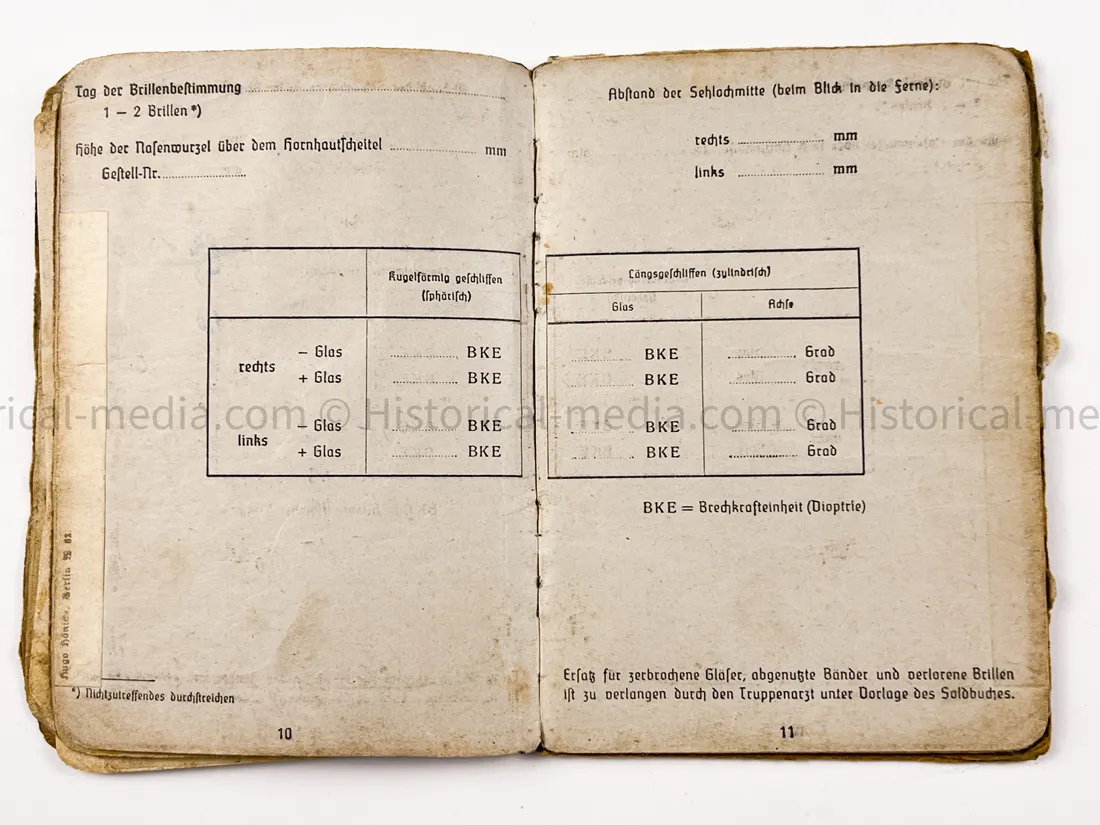 Tag der Brillenbestimmung ........................
1 – 2 Brillen *)
Höhe der Nasenwurzel über dem Hornhautscheitel .................. mm
Gestell-Nr. ..................
Kugelförmig geschliffen
(sphärisch)
rechts
– Glas .............. BKE
+ Glas .............. BKE
links
– Glas .............. BKE
+ Glas .............. BKE
Hugo Berlin 62
*) Nichtzutreffendes durchstreichen
10
Abstand der Sehlochmitte (beim Blick in die Ferne):
rechts .................. mm
links .................. mm
Längsgeschliffen (zylindrisch)
Glas Achse
.............. BKE .............. Grad
.............. BKE .............. Grad
.............. BKE .............. Grad
.............. BKE .............. Grad
BKE = Brechkrafteinheit (Dioptrie)
Ersatz für zerbrochene Gläser, abgenutzte Bänder und verlorene Brillen
ist zu verlangen durch den Truppenarzt unter Vorlage des Soldbuches.
11
rical-media.com © Historical-media.com © Historical-me